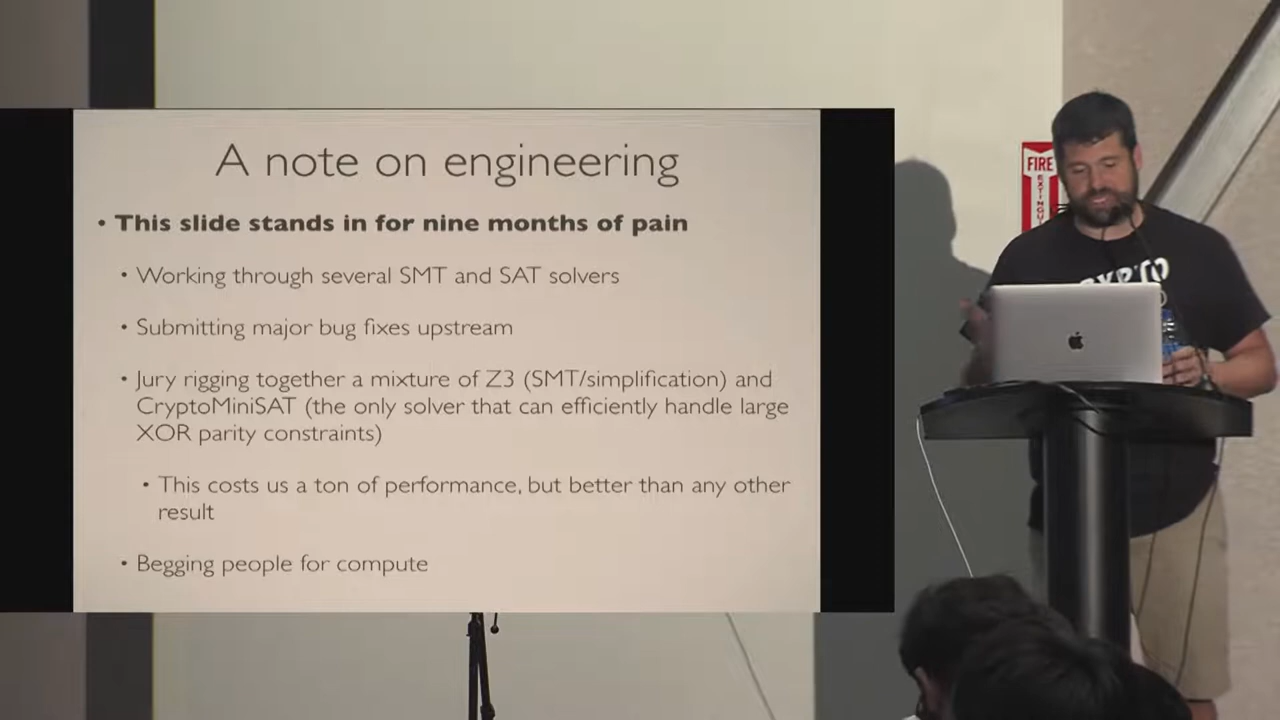 A note on engineering
• This slide stands in for nine months of pain
• Working through several SMT and SAT solvers
• Submitting major bug fixes upstream
• Jury rigging together a mixture of Z3 (SMT/simplification) and
CryptoMiniSAT (the only solver that can efficiently handle large
XOR parity constraints)
• This costs us a ton of performance, but better than any other
result
• Begging people for compute
FIRE